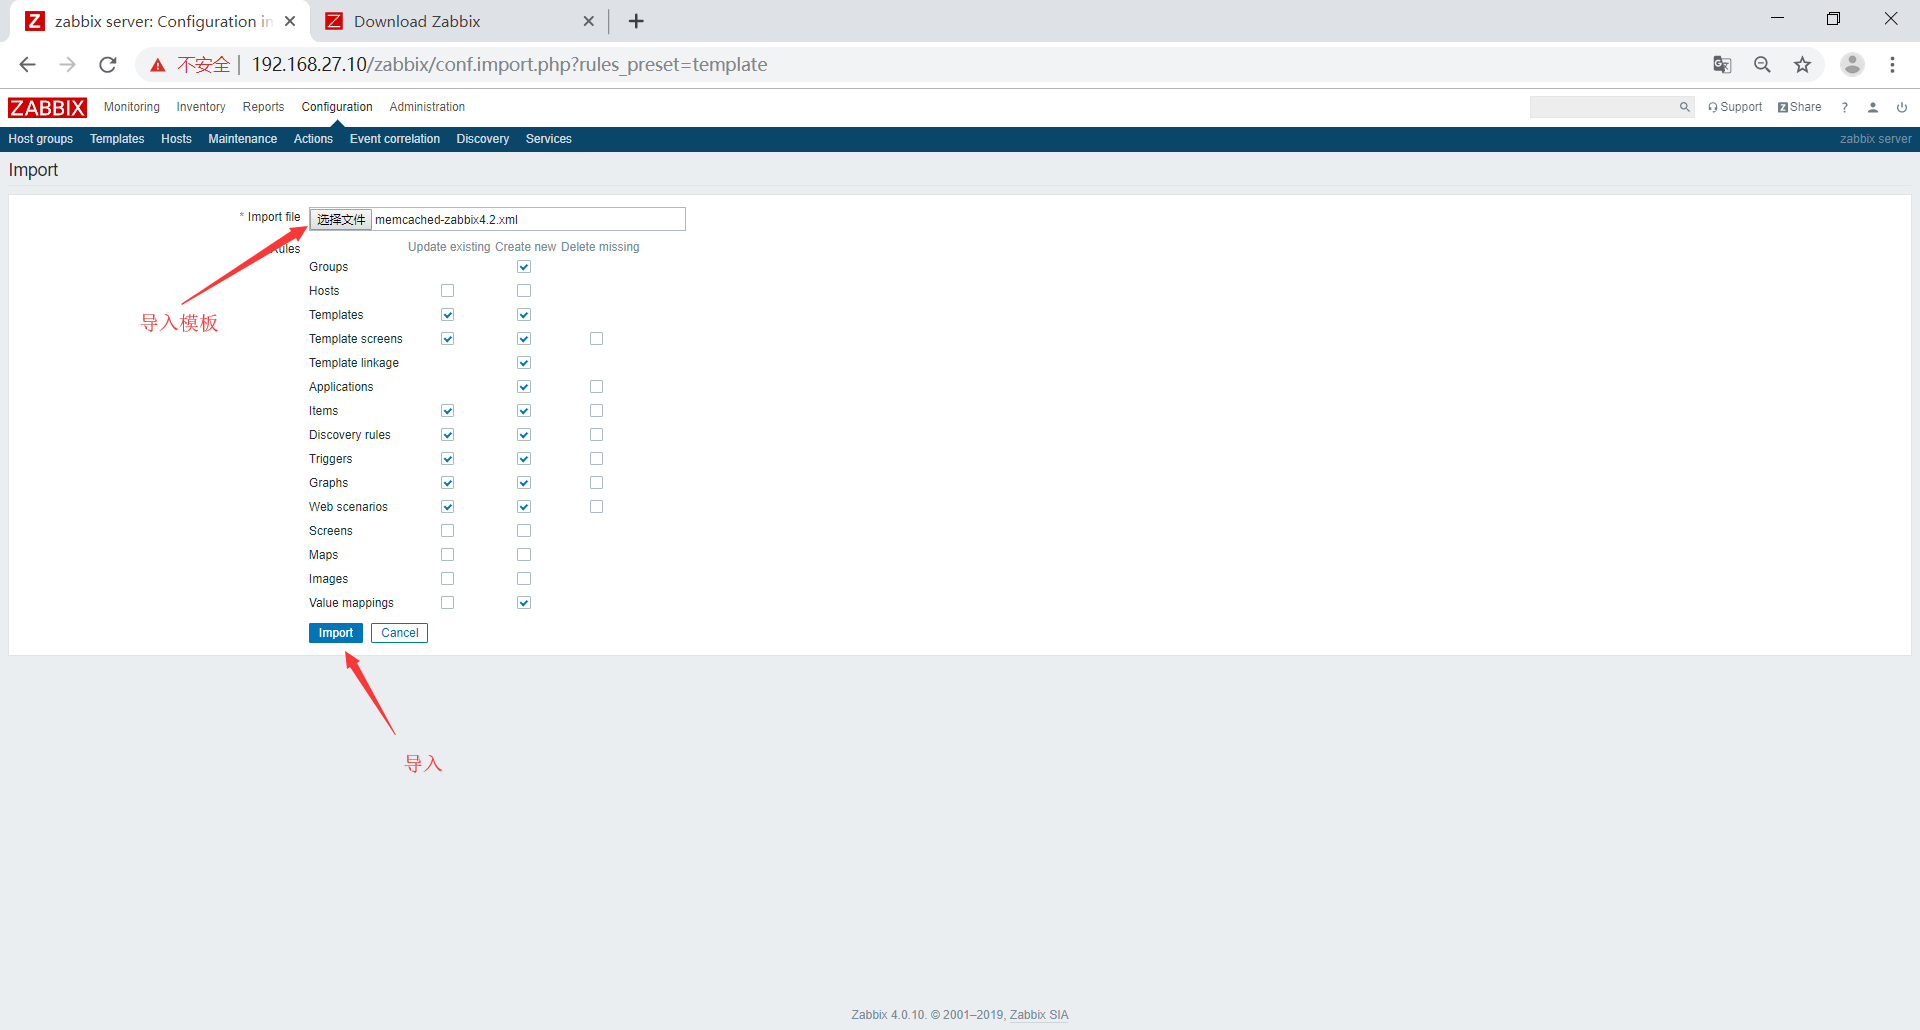 zabbix server: Configuration in
Download Zabbix
不安全 | 192.168.27.10/zabbix/conf.import.php?rules_preset=template
ZABBIX Monitoring Inventory Reports Configuration Administration Support Z Share ?
Host groups Templates Hosts Maintenance Actions Event correlation Discovery Services zabbix server
Import
* Import file 选择文件 memcached-zabbix4.2.xml
Rules Update existing Create new Delete missing
Groups
Hosts
导入模板
Templates
Template screens
Template linkage
Applications
Items
Discovery rules
Triggers
Graphs
Web scenarios
Screens
Maps
Images
Value mappings
Import Cancel
导入
Zabbix 4.0.10. © 2001–2019, Zabbix SIA